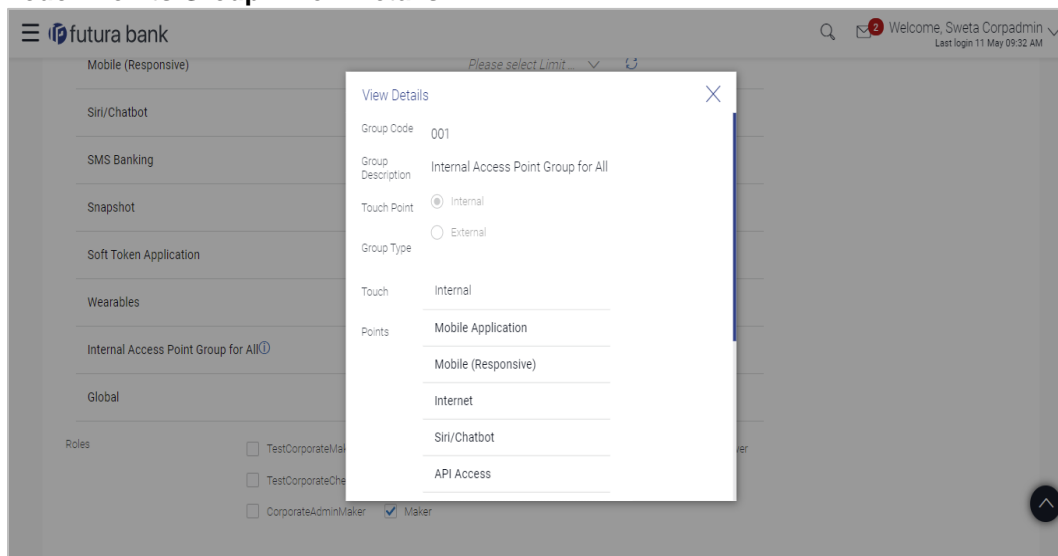 futura bank
2
Welcome, Sweta Corpadmin
Last login 11 May 09:32 AM
Mobile (Responsive)
Please select Limit ...
Siri/Chatbot
SMS Banking
Snapshot
Soft Token Application
Wearables
Internal Access Point Group for All
Global
Roles
TestCorporateMa
ver
TestCorporateChe
CorporateAdminMaker
Maker
View Details
Group Code
001
Group
Description
Internal Access Point Group for All
Touch Point
Internal
External
Group Type
Touch
Internal
Points
Mobile Application
Mobile (Responsive)
Internet
Siri/Chatbot
API Access